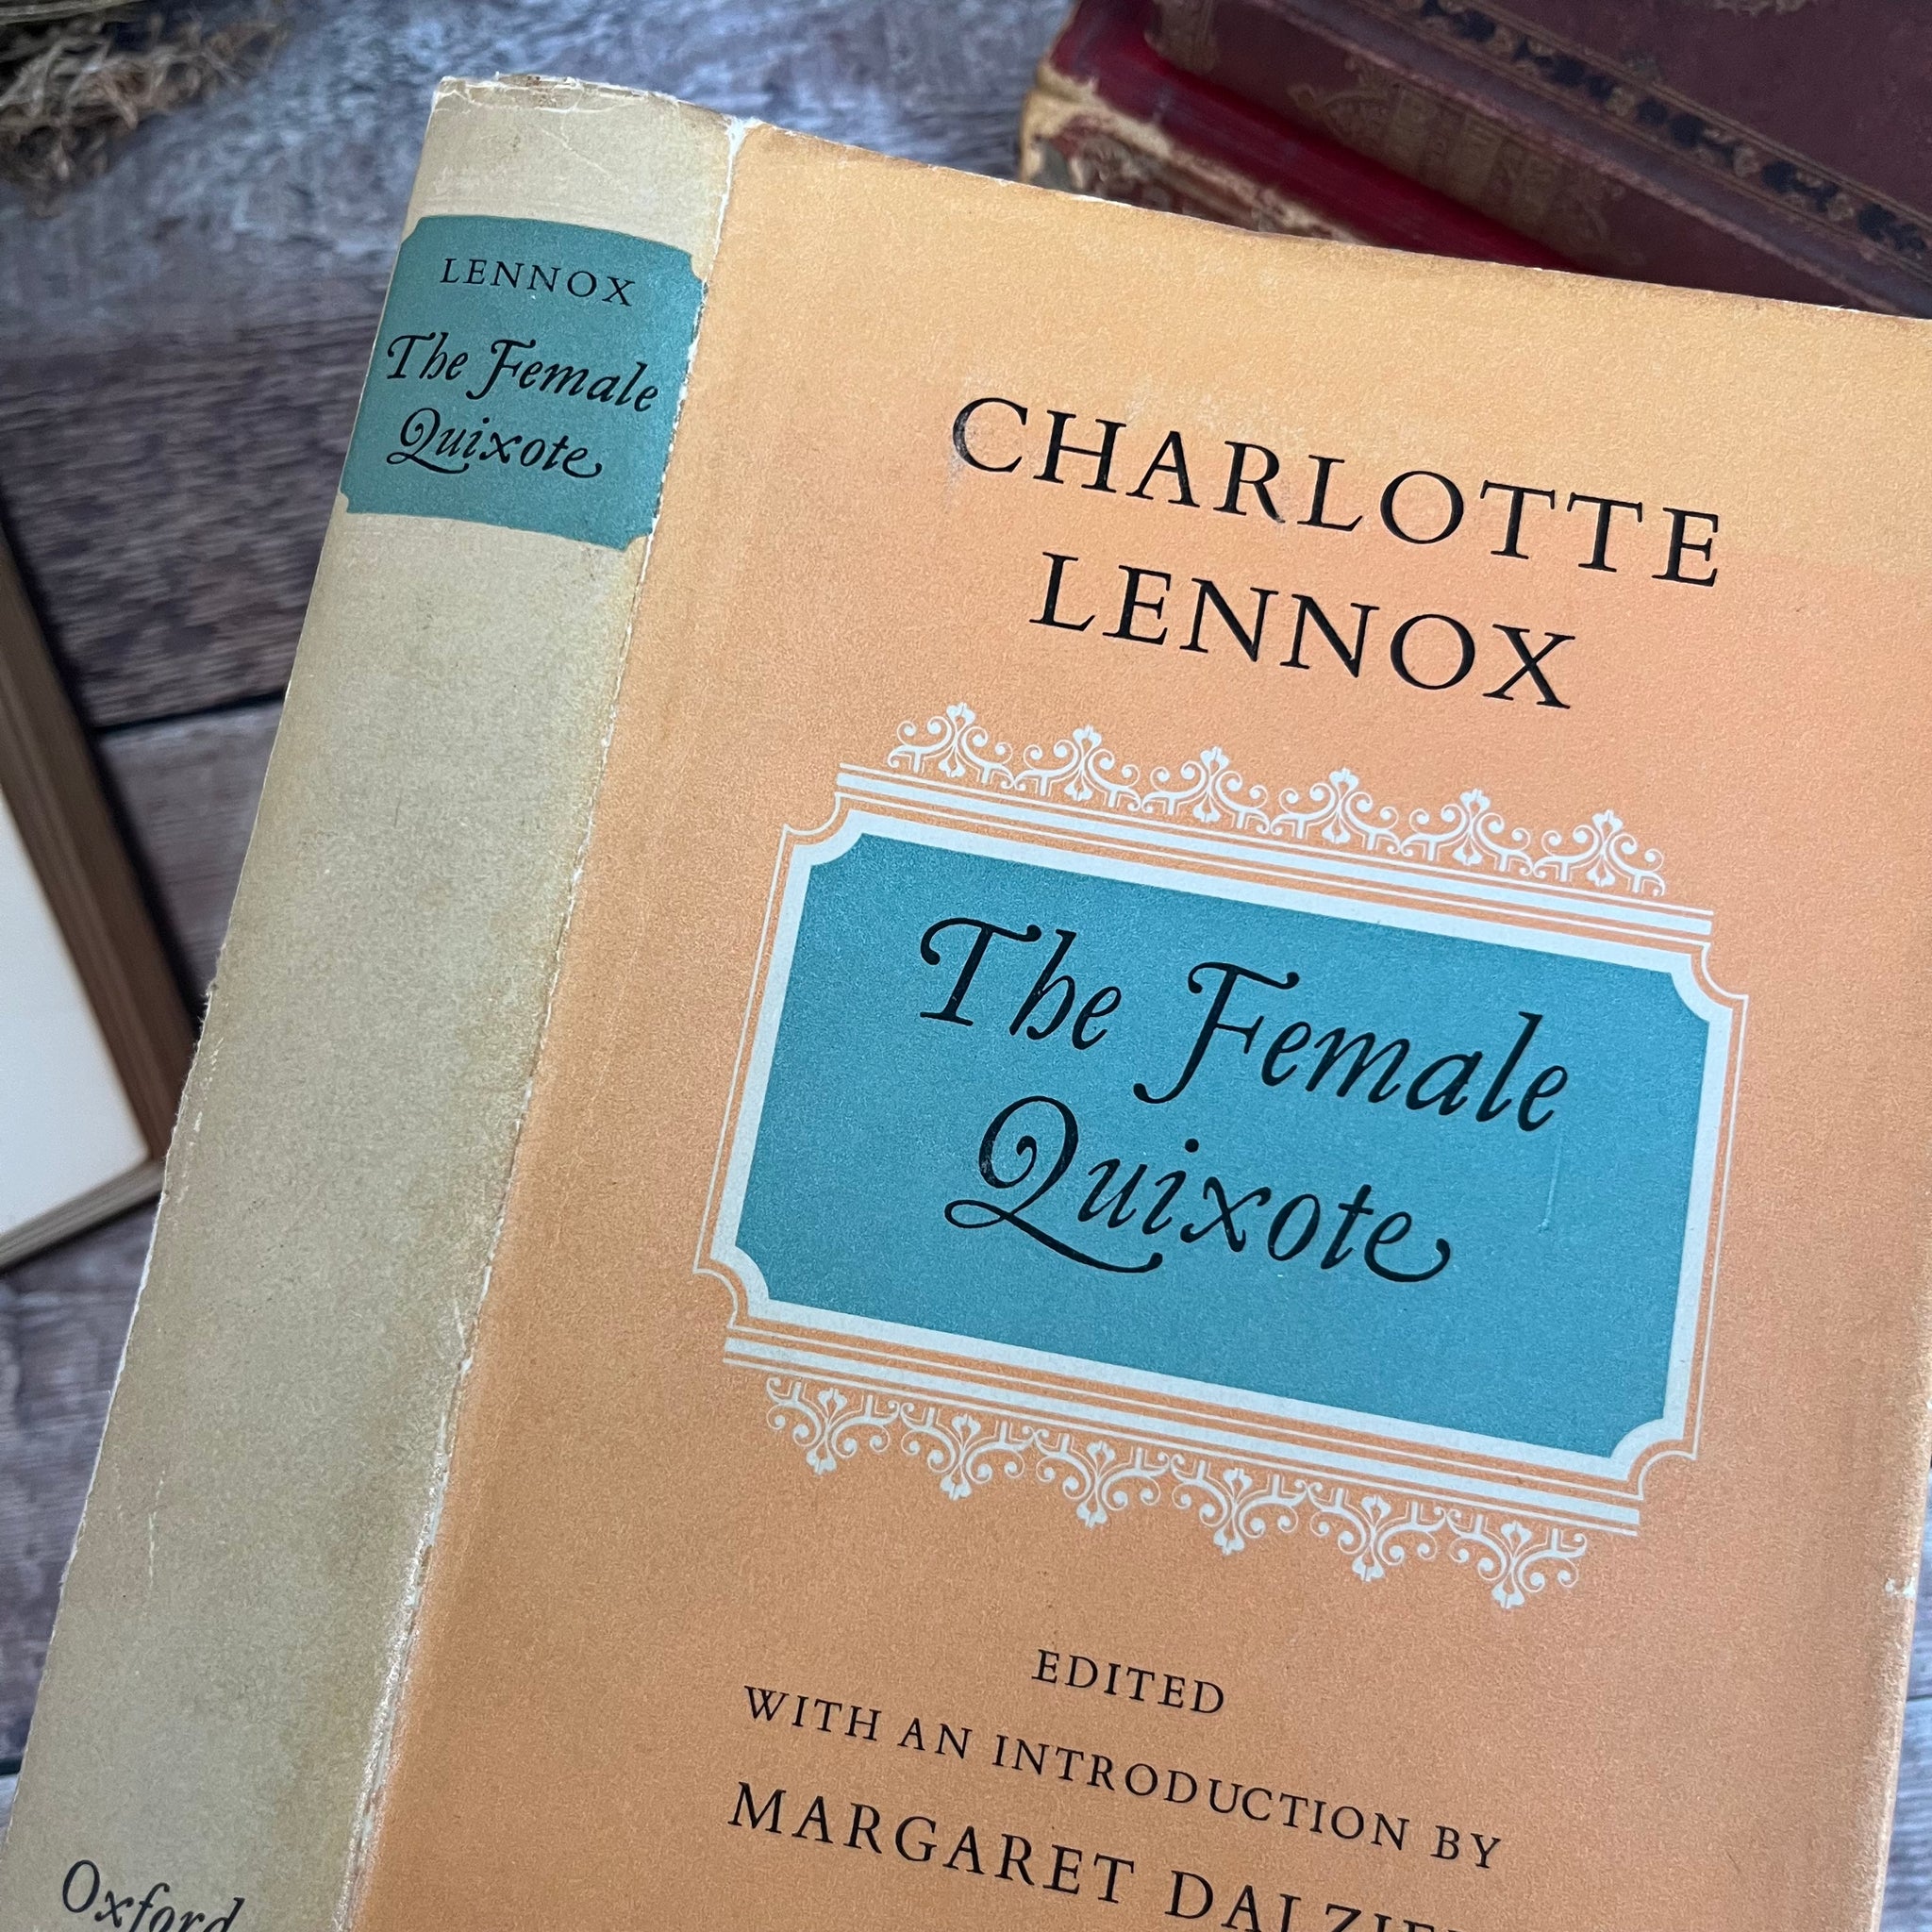 LENNOX
The Female
Quixote
Oxford
CHARLOTTE
LENNOX
The Female
Quixote
EDITED
WITH AN INTRODUCTION BY
MARGARET